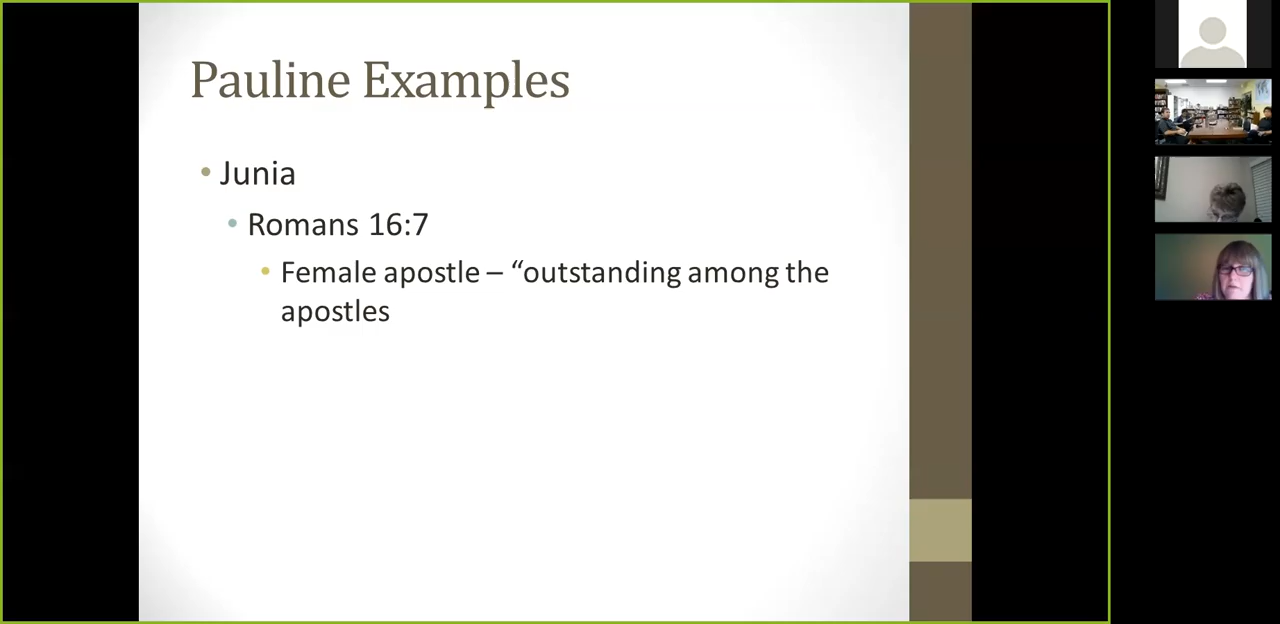 Pauline Examples
• Junia
• Romans 16:7
• Female apostle – “outstanding among the
apostles